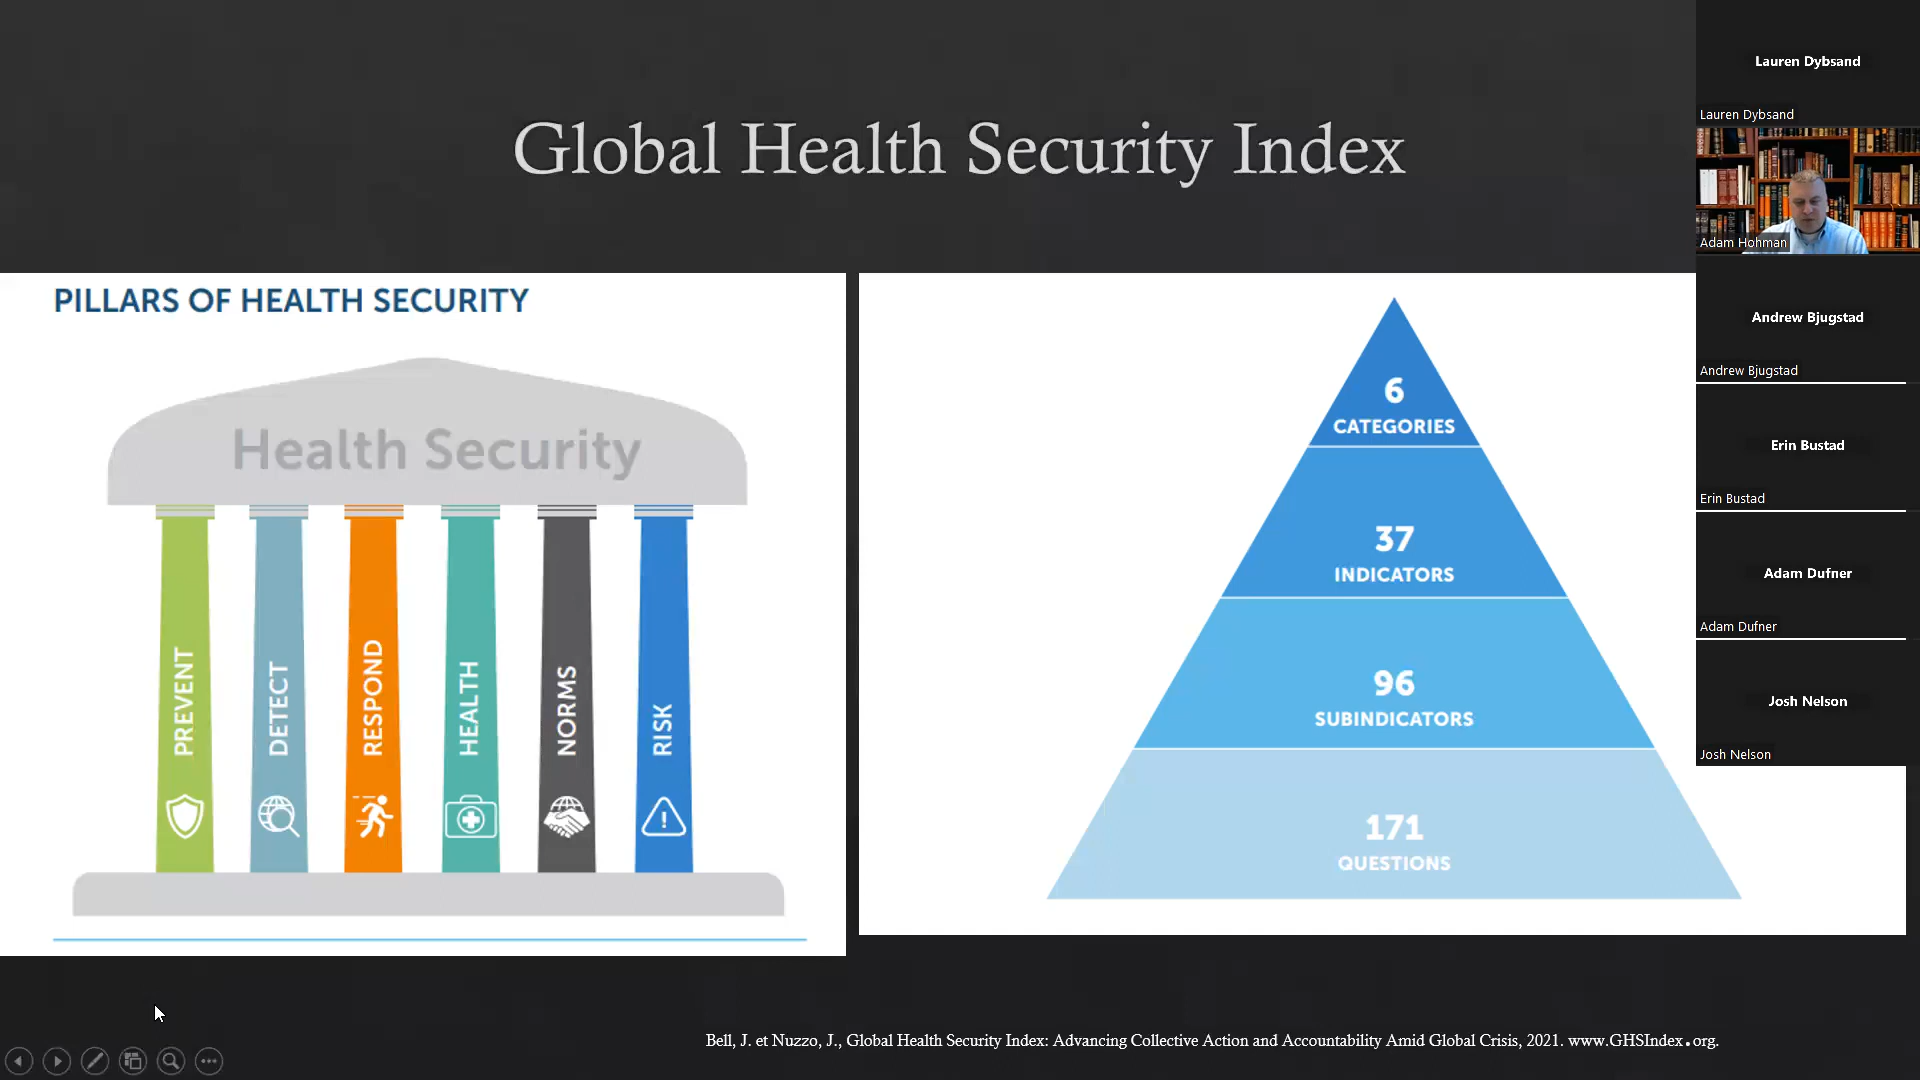 Global Health Security Index
PILLARS OF HEALTH SECURITY
Health Security
PREVENT
DETECT
RESPOND
HEALTH
NORMS
RISK
6
CATEGORIES
37
INDICATORS
96
SUBINDICATORS
171
QUESTIONS
Bell, J. et Nuzzo, J., Global Health Security Index: Advancing Collective Action and Accountability Amid Global Crisis, 2021. www.GHSIndex.org.
Lauren Dybsand
Lauren Dybsand
Adam Hohman
Andrew Bjugstad
Andrew Bjugstad
Erin Bustad
Erin Bustad
Adam Dufner
Adam Dufner
Josh Nelson
Josh Nelson